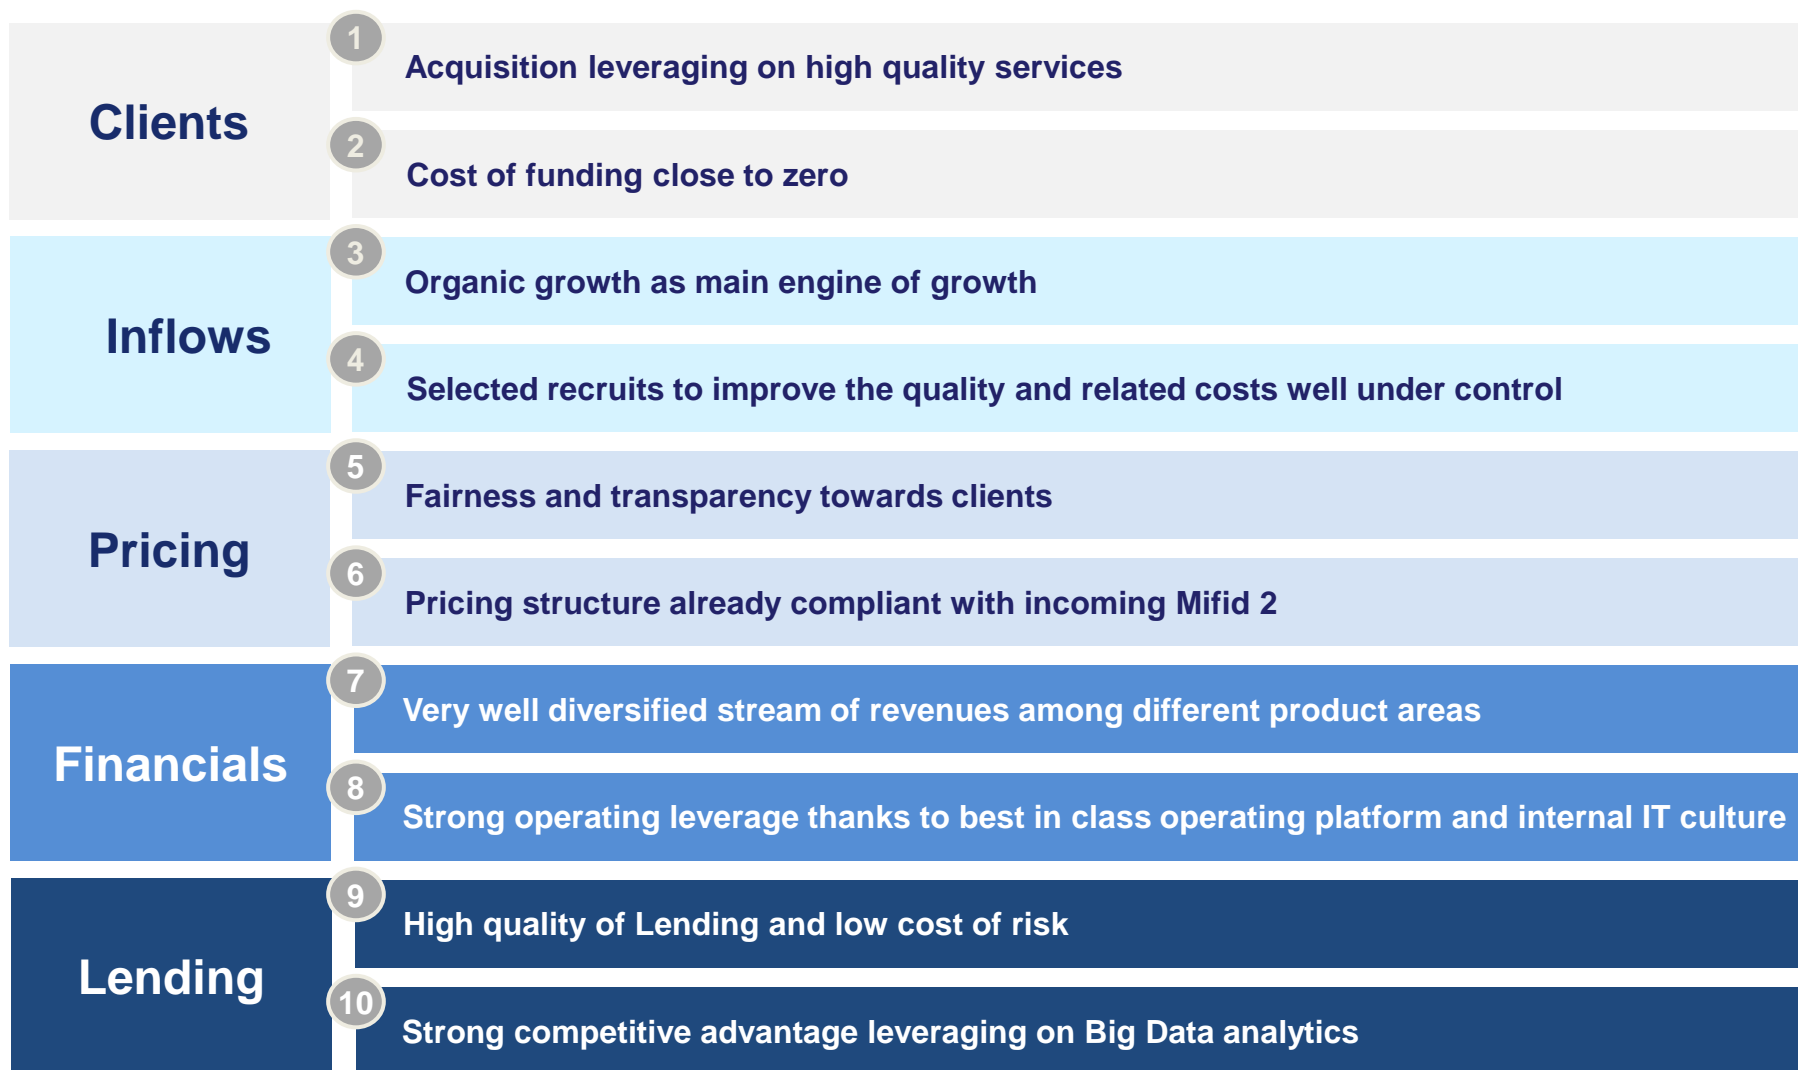 Clients
1
Acquisition leveraging on high quality services
2
Cost of funding close to zero
Inflows
3
Organic growth as main engine of growth
4
Selected recruits to improve the quality and related costs well under control
Pricing
5
Fairness and transparency towards clients
6
Pricing structure already compliant with incoming Mifid 2
Financials
7
Very well diversified stream of revenues among different product areas
8
Strong operating leverage thanks to best in class operating platform and internal IT culture
Lending
9
High quality of Lending and low cost of risk
10
Strong competitive advantage leveraging on Big Data analytics